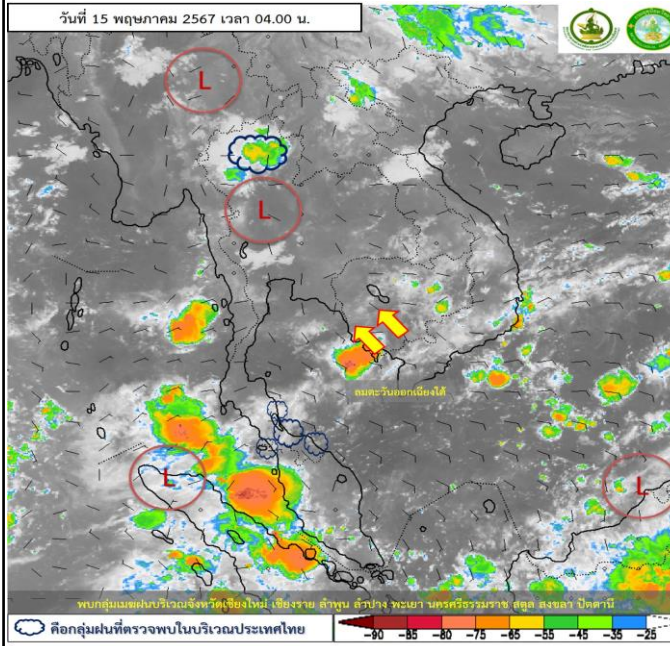 วันที่ 15 พฤษภาคม 2567 เวลา 04.00 น.
L
L
ลมตะวันออกเฉียงใต้
L
L
พบกลุ่มเมฆฝนบริเวณจังหวัดเชียงใหม่ เชียงราย ลำพูน ลำปาง พะเยา นครศรีธรรมราช สตูล สงขลา ปัตตานี
คือกลุ่มฝนที่ตรวจพบในบริเวณประเทศไทย
-90 -85 -80 -75 -65 -55 -45 -35 -25